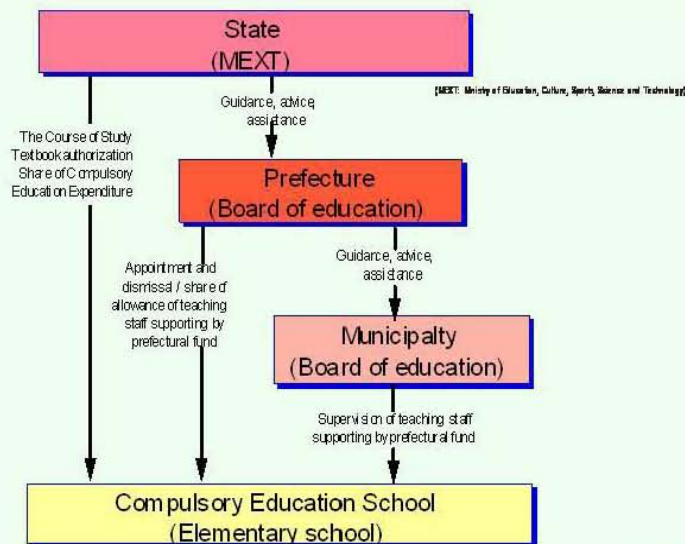 State
(MEXT)
(MEXT: Ministry of Education, Culture, Sports, Science and Technology)
Guidance, advice,
assistance
The Course of Study
Textbook authorization
Share of Compulsory
Education Expenditure
Prefecture
(Board of education)
Appointment and
dismissal / share of
allowance of teaching
staff supporting by
prefectural fund
Guidance, advice,
assistance
Municipalty
(Board of education)
Supervision of teaching staff
supporting by prefectural fund
Compulsory Education School
(Elementary school)